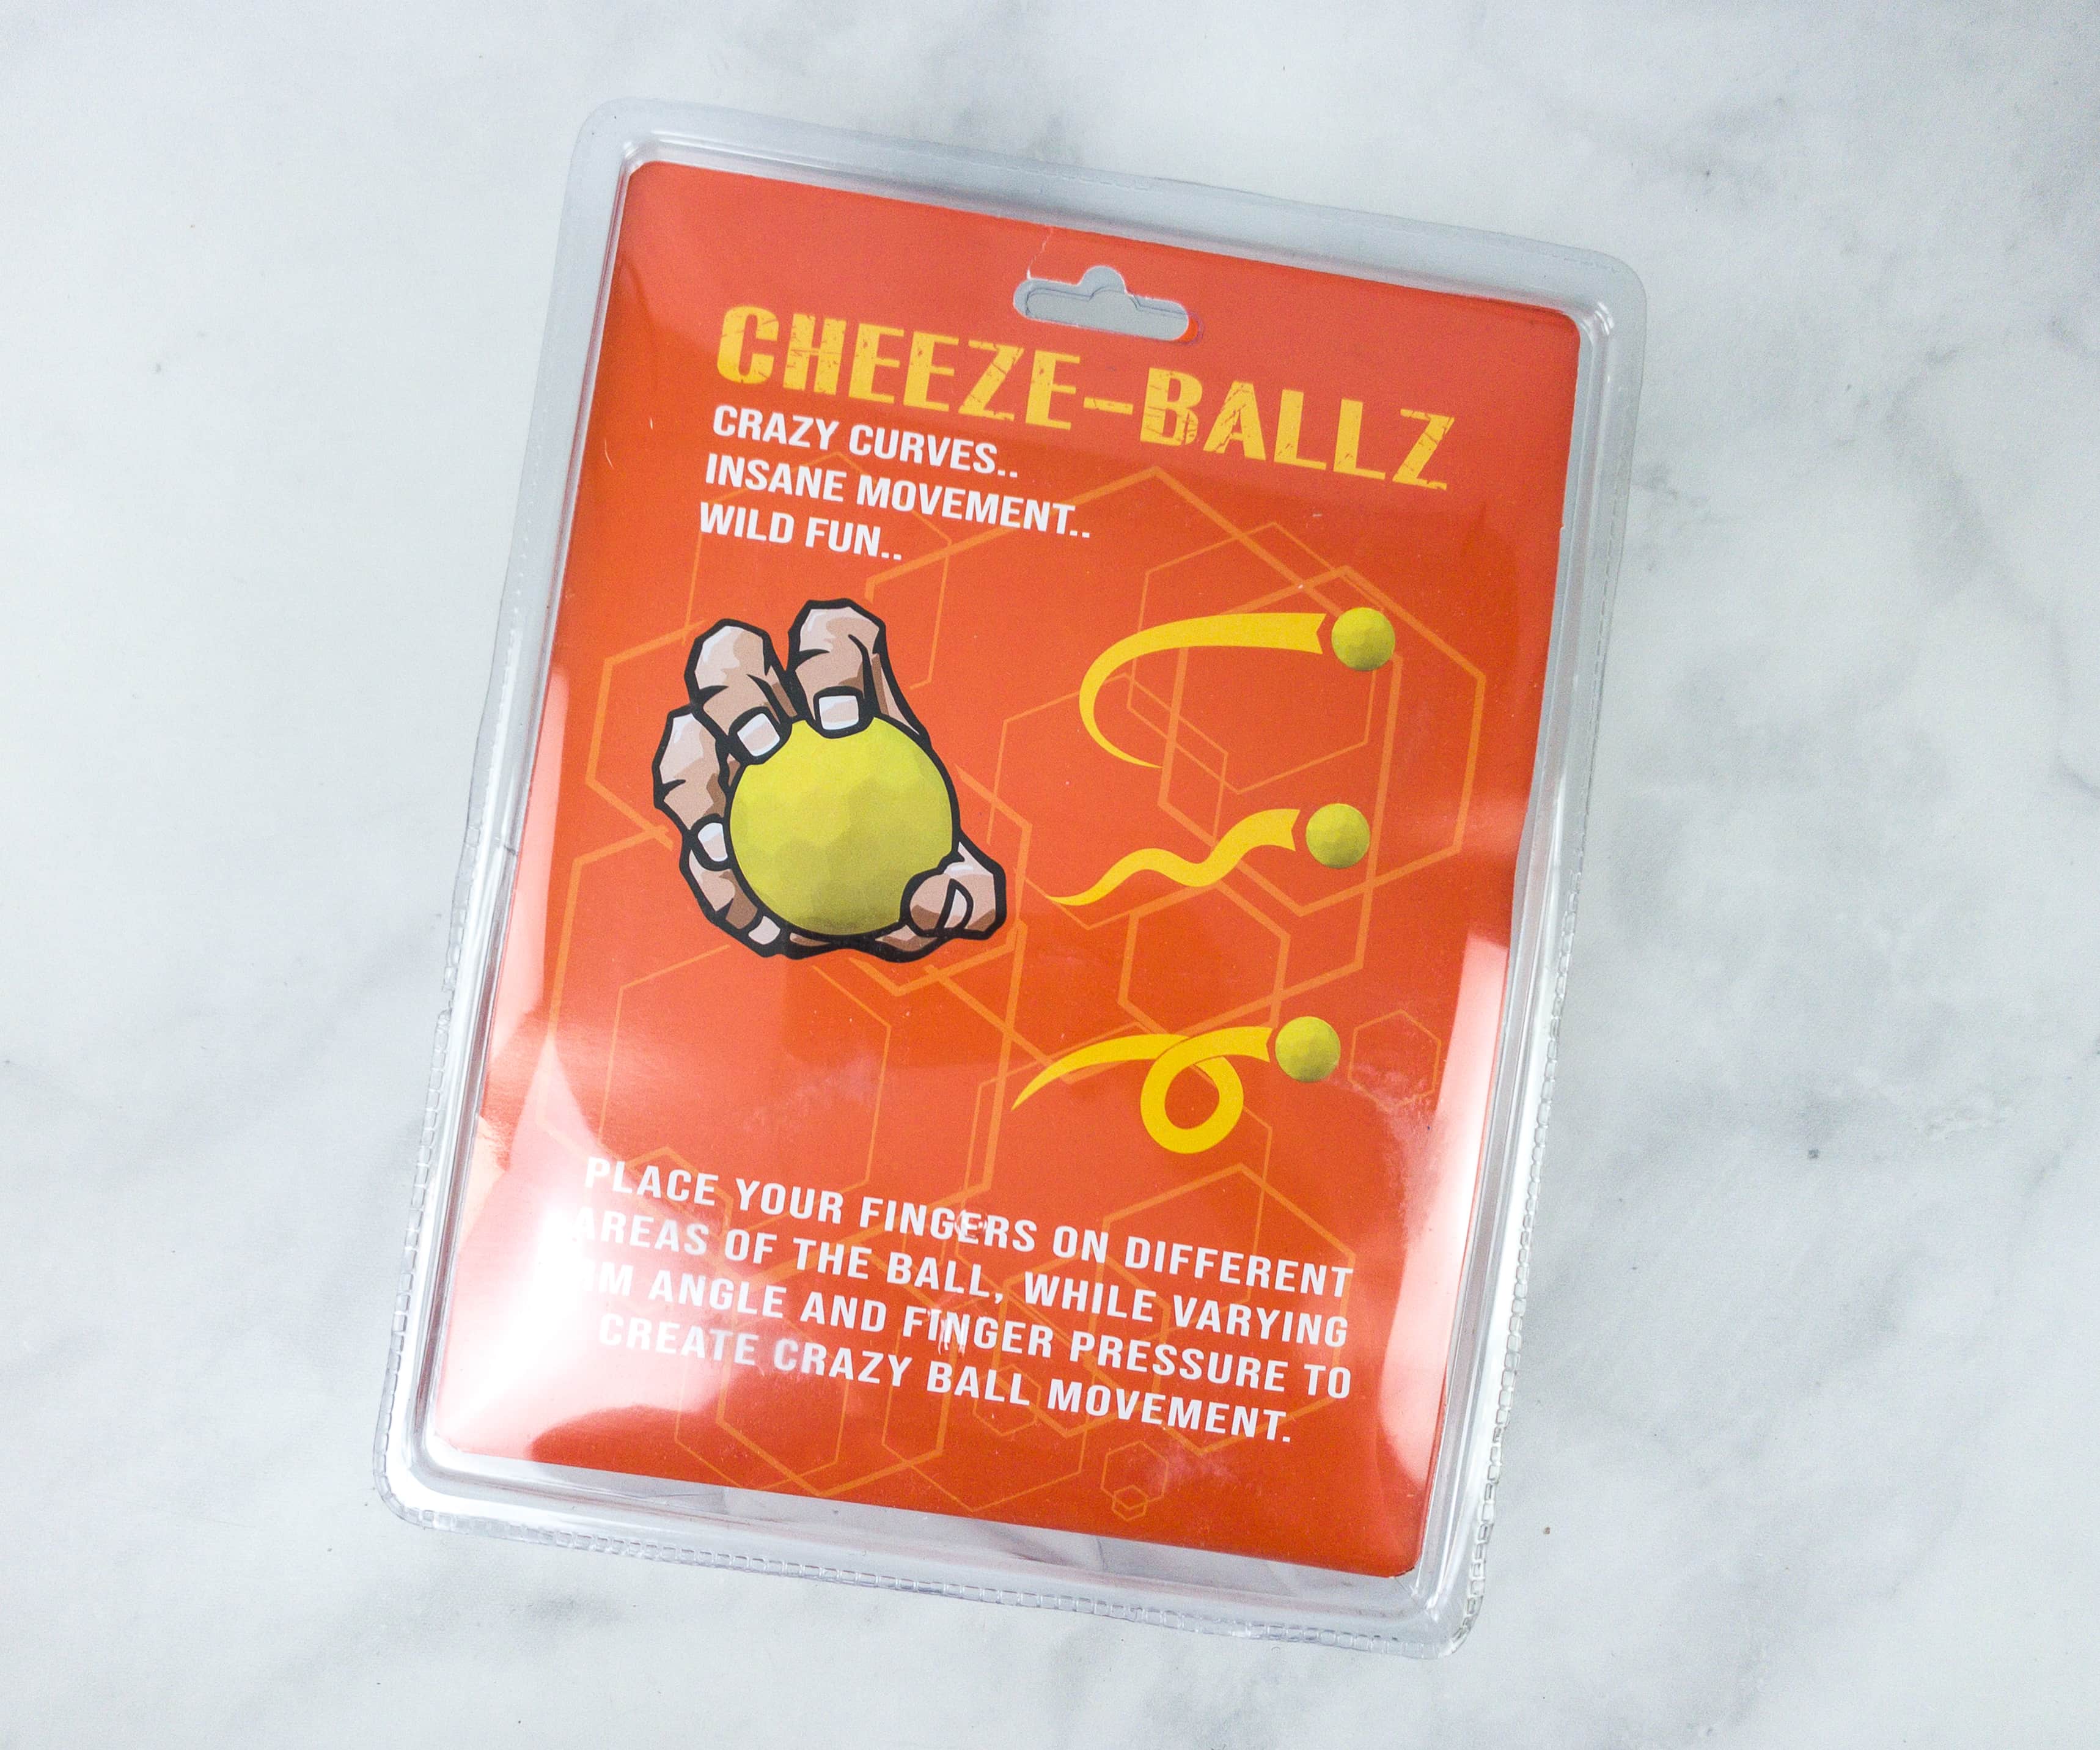 CHEEZE-BALLZ
CRAZY CURVES..
INSANE MOVEMENT..
WILD FUN..
PLACE YOUR FINGERS ON DIFFERENT
AREAS OF THE BALL, WHILE VARYING
ANGLE AND FINGER PRESSURE TO
CREATE CRAZY BALL MOVEMENT.